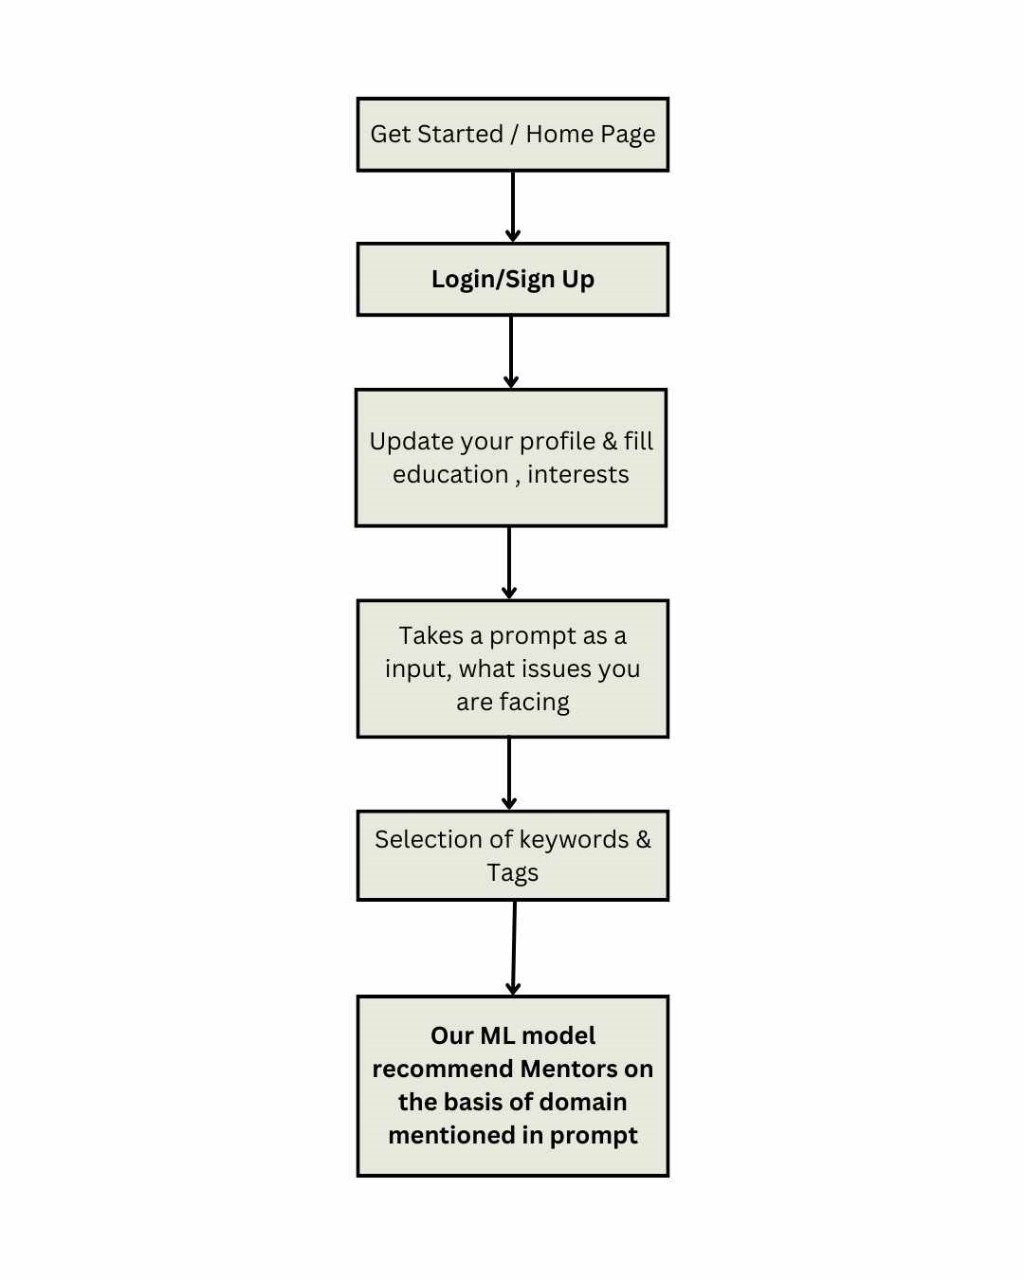 Get Started / Home Page
Login/Sign Up
Update your profile & fill
education , interests
Takes a prompt as a
input, what issues you
are facing
Selection of keywords &
Tags
Our ML model
recommend Mentors on
the basis of domain
mentioned in prompt